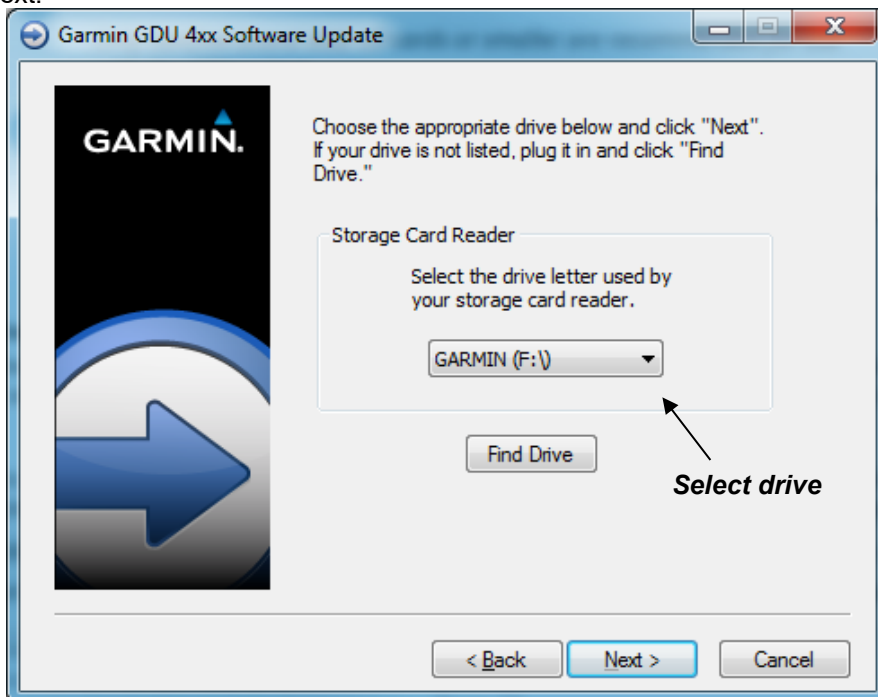 Garmin GDU 4xx Software Update
GARMIN.
Choose the appropriate drive below and click "Next".
If your drive is not listed, plug it in and click "Find
Drive."
Storage Card Reader
Select the drive letter used by
your storage card reader.
GARMIN (F:\)
Find Drive
Select drive
< Back
Next >
Cancel